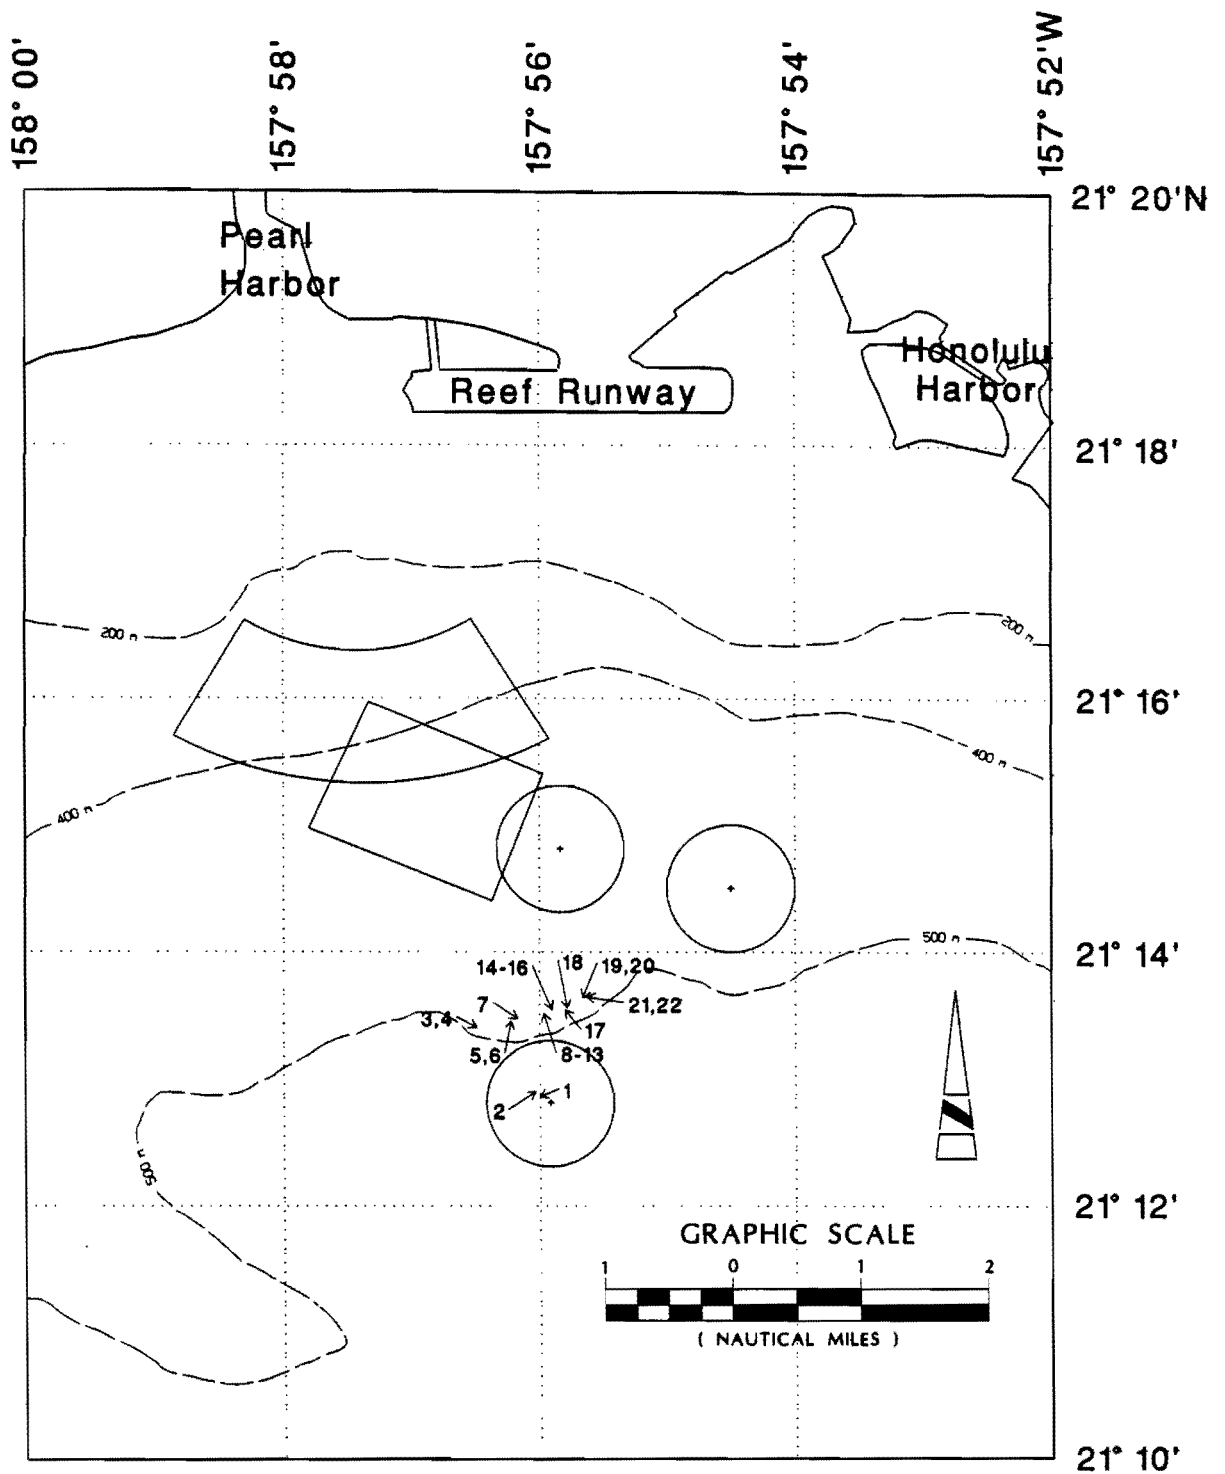 158° 00'
157° 58'
157° 56'
157° 54'
157° 52'W
21° 20'N
Pearl
Harbor
Honolulu
Harbor
Reef Runway
21° 18'
200 m
200 m
21° 16'
400 m
400 m
500 m
21° 14'
14-16
18
19,20
7
21,22
3,4
17
5,6
8-13
1
2
500 m
21° 12'
GRAPHIC SCALE
1 0 1 2
( NAUTICAL MILES )
21° 10'